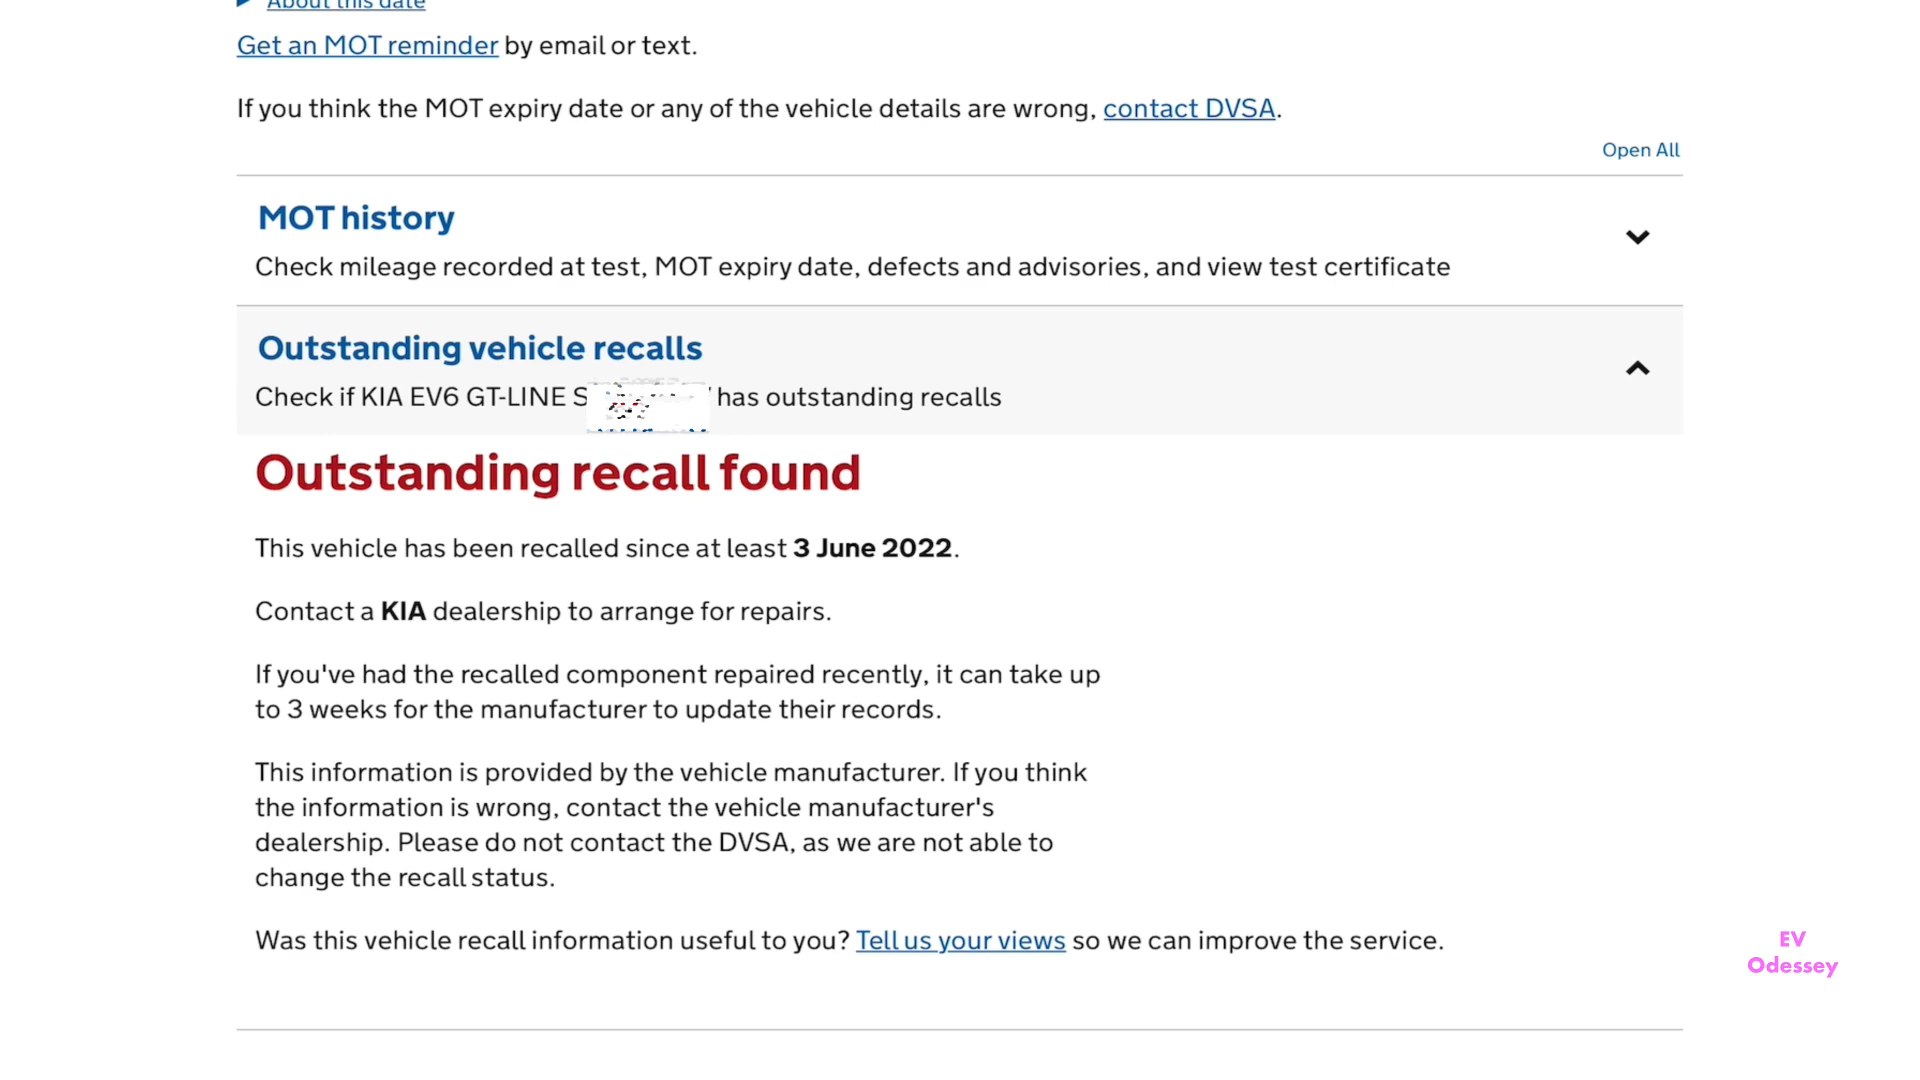 About this date
Get an MOT reminder by email or text.
If you think the MOT expiry date or any of the vehicle details are wrong, contact DVSA.
Open All
MOT history
Check mileage recorded at test, MOT expiry date, defects and advisories, and view test certificate
Outstanding vehicle recalls
Check if KIA EV6 GT-LINE S has outstanding recalls
Outstanding recall found
This vehicle has been recalled since at least 3 June 2022.
Contact a KIA dealership to arrange for repairs.
If you've had the recalled component repaired recently, it can take up
to 3 weeks for the manufacturer to update their records.
This information is provided by the vehicle manufacturer. If you think
the information is wrong, contact the vehicle manufacturer's
dealership. Please do not contact the DVSA, as we are not able to
change the recall status.
Was this vehicle recall information useful to you? Tell us your views so we can improve the service.
EV
Odessey